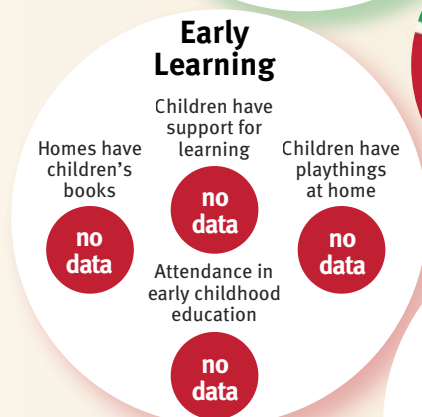 Early
Learning
Children have
support for
learning
no
data
Homes have
children's
books
no
data
Children have
playthings
at home
no
data
Attendance in
early childhood
education
no
data